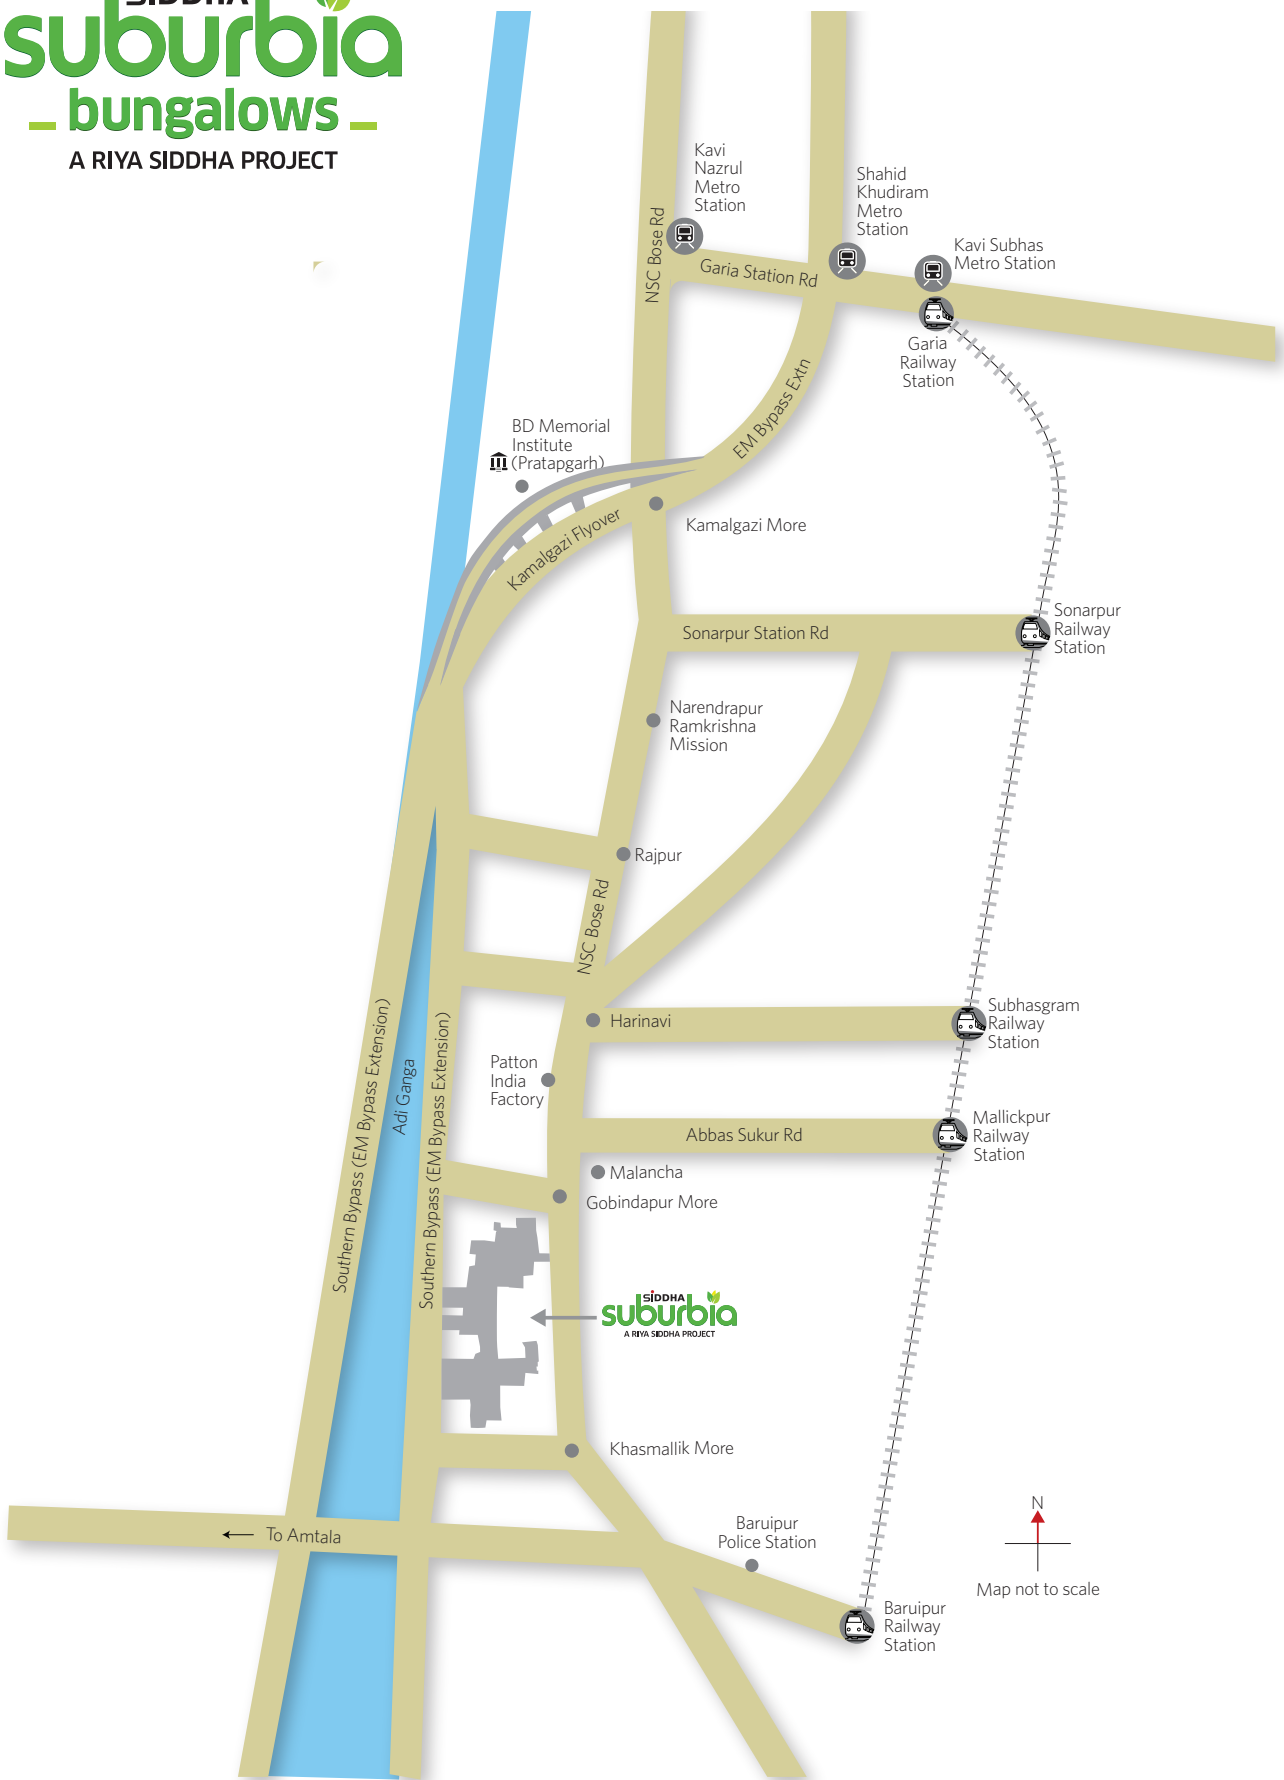 SIDDHA
suburbia
bungalows
A RIYA SIDDHA PROJECT
Kavi
Nazrul
Metro
Station
Shahid
Khudiram
Metro
Station
Kavi Subhas
Metro Station
NSC Bose Rd
Garia Station Rd
Garia
Railway
Station
EM Bypass Extn
BD Memorial
Institute
(Pratapgarh)
Kamalgazi Flyover
Kamalgazi More
Sonarpur Station Rd
Sonarpur
Railway
Station
Narendrapur
Ramkrishna
Mission
Rajpur
NSC Bose Rd
Harinavi
Subhasgram
Railway
Station
Patton
India
Factory
Southern Bypass (EM Bypass Extension)
Adi Ganga
Southern Bypass (EM Bypass Extension)
Abbas Sukur Rd
Mallickpur
Railway
Station
Malancha
Gobindapur More
SIDDHA
suburbia
A RIYA SIDDHA PROJECT
Khasmallik More
To Amtala
Baruipur
Police Station
N
Map not to scale
Baruipur
Railway
Station